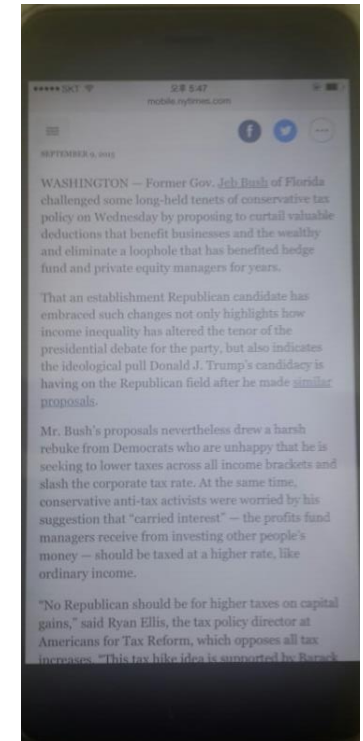 ●●●●● SKT
오후 5:47
mobile.nytimes.com
f
SEPTEMBER 9, 2015
WASHINGTON — Former Gov. Jeb Bush of Florida
challenged some long-held tenets of conservative tax
policy on Wednesday by proposing to curtail valuable
deductions that benefit businesses and the wealthy
and eliminate a loophole that has benefited hedge
fund and private equity managers for years.
That an establishment Republican candidate has
embraced such changes not only highlights how
income inequality has altered the tenor of the
presidential debate for the party, but also indicates
the ideological pull Donald J. Trump's candidacy is
having on the Republican field after he made similar
proposals.
Mr. Bush's proposals nevertheless drew a harsh
rebuke from Democrats who are unhappy that he is
seeking to lower taxes across all income brackets and
slash the corporate tax rate. At the same time,
conservative anti-tax activists were worried by his
suggestion that “carried interest” — the profits fund
managers receive from investing other people's
money — should be taxed at a higher rate, like
ordinary income.
“No Republican should be for higher taxes on capital
gains,” said Ryan Ellis, the tax policy director at
Americans for Tax Reform, which opposes all tax
increases. “This tax hike idea is supported by Barack